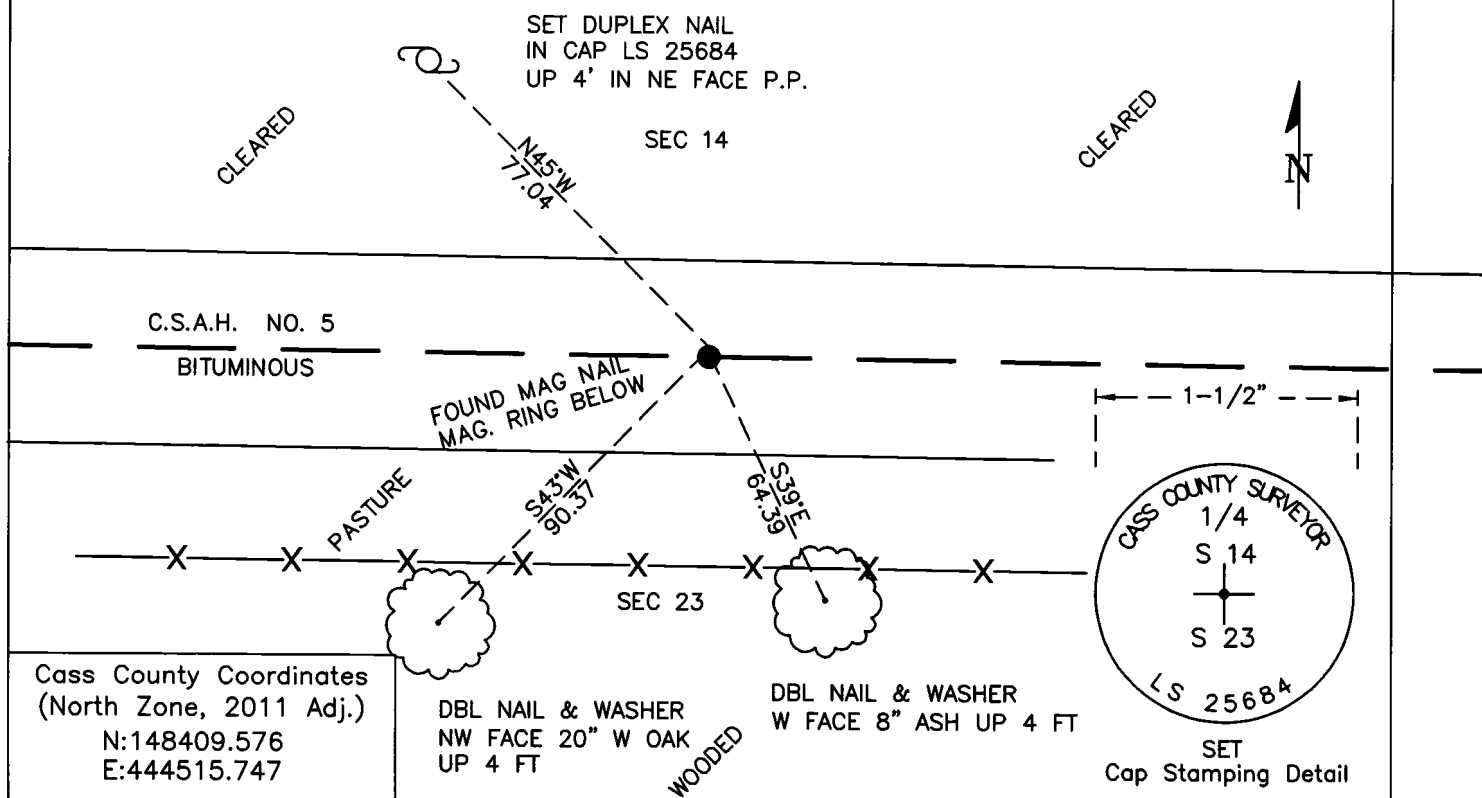 SET DUPLEX NAIL
IN CAP LS 25684
UP 4' IN NE FACE P.P.
CLEARED
SEC 14
CLEARED
N
N45°W
77.04
C.S.A.H. NO. 5
BITUMINOUS
FOUND MAG NAIL
MAG. RING BELOW
1-1/2"
PASTURE
S43°W
90.37
S39°E
64.39
X X X X X X X X
SEC 23
CASS COUNTY SURVEYOR
1/4
S 14
S 23
LS 25684
SET
Cap Stamping Detail
Cass County Coordinates
(North Zone, 2011 Adj.)
N:148409.576
E:444515.747
DBL NAIL & WASHER
NW FACE 20" W OAK
UP 4 FT
WOODED
DBL NAIL & WASHER
W FACE 8" ASH UP 4 FT